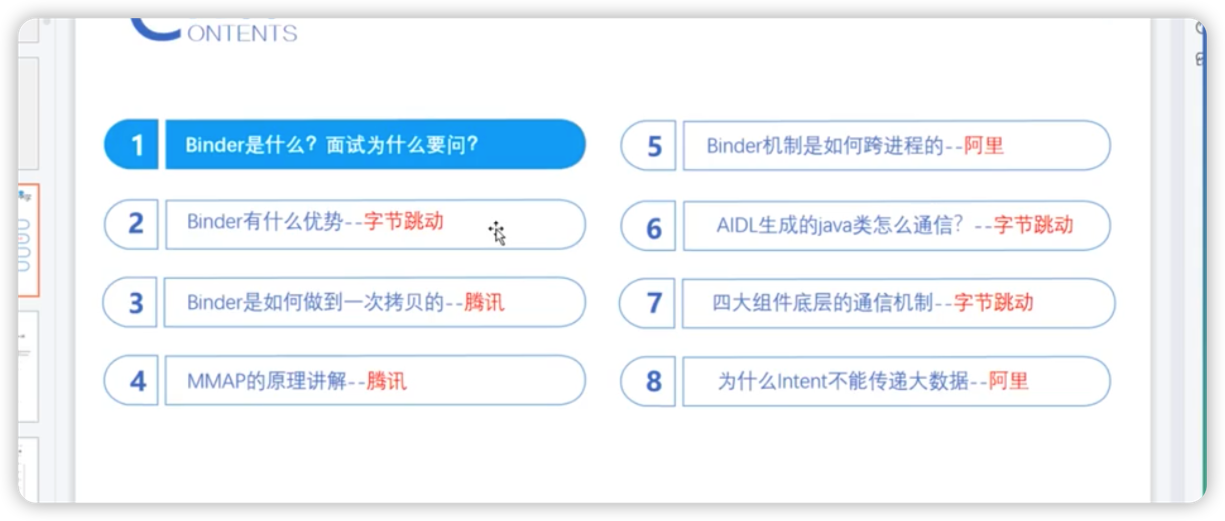 CONTENTS
1 Binder是什么？面试为什么要问？
2 Binder有什么优势--字节跳动
3 Binder是如何做到一次拷贝的--腾讯
4 MMAP的原理讲解--腾讯
5 Binder机制是如何跨进程的--阿里
6 AIDL生成的java类怎么通信？--字节跳动
7 四大组件底层的通信机制--字节跳动
8 为什么Intent不能传递大数据--阿里